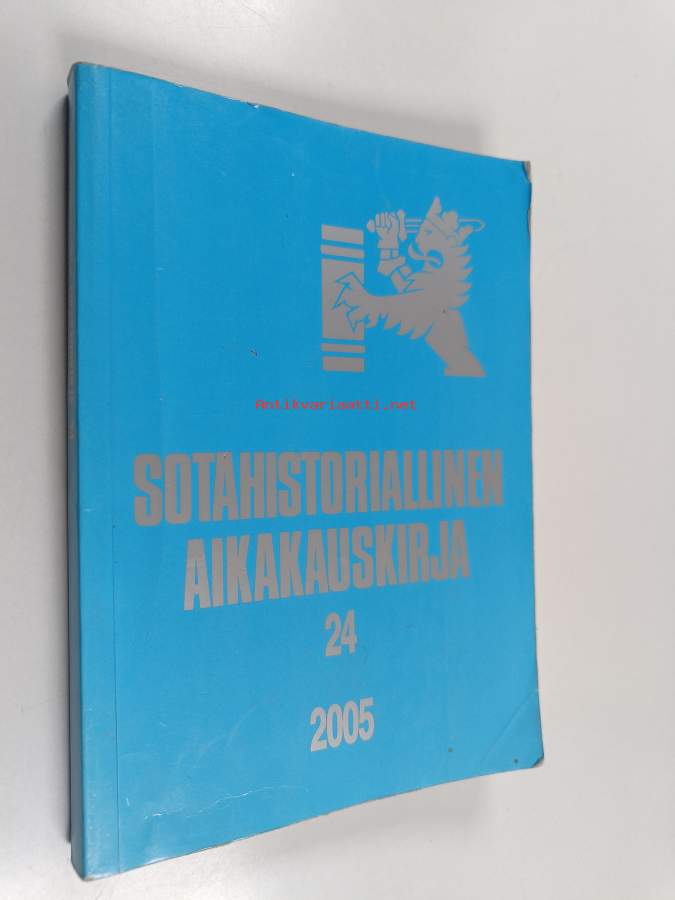 Antikvariaatti.net
SOTAHISTORIALLINEN
AIKAKAUSKIRJA
24
2005